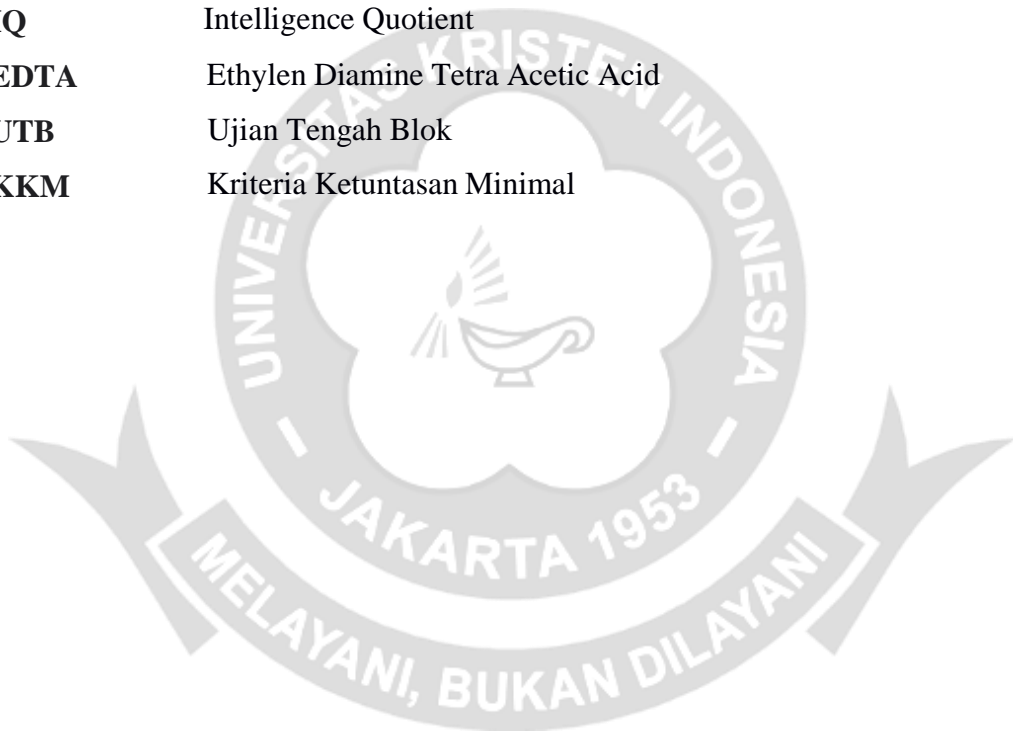 IQ Intelligence Quotient
EDTA Ethylen Diamine Tetra Acetic Acid
UTB Ujian Tengah Blok
KKM Kriteria Ketuntasan Minimal
UNIVERSITAS KRISTEN INDONESIA
JAKARTA 1953
MELAYANI, BUKAN DILAYANI